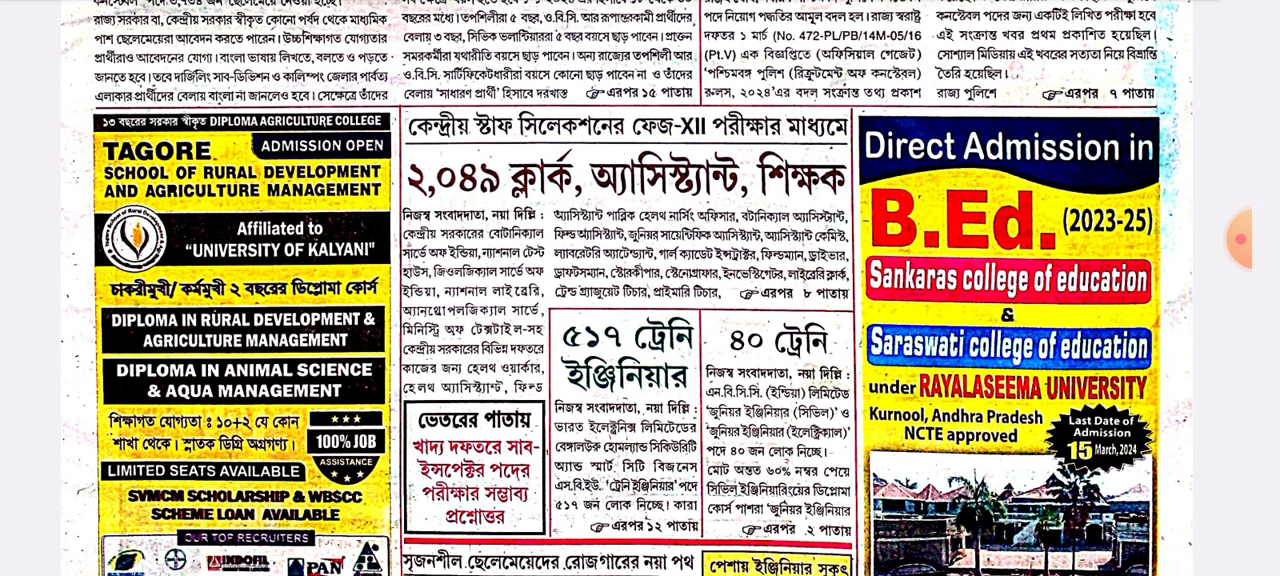 রাজ্য সরকার বা, কেন্দ্রীয় সরকার স্বীকৃত কোনো পর্ষদ থেকে মাধ্যমিক
পাশ ছেলেমেয়েরা আবেদন করতে পারেন। উচ্চশিক্ষাগত যোগ্যতার
প্রার্থীরাও আবেদনের যোগ্য। বাংলা ভাষায় লিখতে, বলতে ও পড়তে
জানতে হবে। তবে দার্জিলিং সাব-ডিভিশন ও কালিম্পং জেলার পার্বত্য
এলাকার প্রার্থীদের বেলায় বাংলা না জানলেও হবে। সেক্ষেত্রে তাঁদের
বছরের মধ্যে। তপশিলীরা ৫ বছর, ও.বি.সি. আর রূপান্তরকামী প্রার্থীদের,
বেলায় ৩ বছর, সিভিক ভলান্টিয়াররা ৫ বছর বয়সে ছাড় পাবেন। প্রাক্তন
সমরকর্মীরা যথারীতি বয়সে ছাড় পাবেন। অন্য রাজ্যের তপশিলী আর
ও.বি.সি. সার্টিফিকেটধারীরা বয়সে কোনো ছাড় পাবেন না ও তাঁদের
বেলায় 'সাধারণ প্রার্থী' হিসাবে দরখাস্ত এরপর ১৫ পাতায়
পদে নিয়োগ পদ্ধতির আমূল বদল হল। রাজ্য স্বরাষ্ট্র
দফতর ১ মার্চ (No. 472-PL/PB/14M-05/16
(Pt.V) এক বিজ্ঞপ্তিতে (অফিসিয়াল গেজেট)
'পশ্চিমবঙ্গ পুলিশ (রিক্রুটমেন্ট অফ কনস্টেবল)
রুলস, ২০২৪'এর বদল সংক্রান্ত তথ্য প্রকাশ
কনস্টেবল পদের জন্য একটিই লিখিত পরীক্ষা হবে
এই সংক্রান্ত খবর প্রথম প্রকাশিত হয়েছিল।
সোশ্যাল মিডিয়ায় এই খবরের সত্যতা নিয়ে বিভ্রান্তি
তৈরি হয়েছিল।
রাজ্য পুলিশে এরপর ৭ পাতায়
১৩ বছরের সরকার স্বীকৃত DIPLOMA AGRICULTURE COLLEGE
ADMISSION OPEN
TAGORE
SCHOOL OF RURAL DEVELOPMENT
AND AGRICULTURE MANAGEMENT
Affiliated to
"UNIVERSITY OF KALYANI"
চাকরীমুখী/ কর্মমুখী ২ বছরের ডিপ্লোমা কোর্স
DIPLOMA IN RURAL DEVELOPMENT &
AGRICULTURE MANAGEMENT
DIPLOMA IN ANIMAL SCIENCE
& AQUA MANAGEMENT
শিক্ষাগত যোগ্যতা : ১০+২ যে কোন
শাখা থেকে। স্নাতক ডিগ্রি অগ্রগণ্য।
100% JOB
ASSISTANCE
LIMITED SEATS AVAILABLE
SVMCM SCHOLARSHIP & WBSCC
SCHEME LOAN AVAILABLE
OUR TOP RECRUITERS
INDOFIL
PAN
কেন্দ্রীয় স্টাফ সিলেকশনের ফেজ-XII পরীক্ষার মাধ্যমে
২,০৪৯ ক্লার্ক, অ্যাসিস্ট্যান্ট, শিক্ষক
নিজস্ব সংবাদদাতা, নয়া দিল্লি :
কেন্দ্রীয় সরকারের বোটানিক্যাল
সার্ভে অফ ইন্ডিয়া, ন্যাশনাল টেস্ট
হাউস, জিওলজিক্যাল সার্ভে অফ
ইন্ডিয়া, ন্যাশনাল লাইব্রেরি,
অ্যানথ্রোপলজিক্যাল সার্ভে,
মিনিস্ট্রি অফ টেক্সটাইল-সহ
কেন্দ্রীয় সরকারের বিভিন্ন দফতরে
কাজের জন্য হেলথ ওয়ার্কার,
হেলথ অ্যাসিস্ট্যান্ট, ফিল্ড
অ্যাসিস্ট্যান্ট পাব্লিক হেলথ নার্সিং অফিসার, বটানিক্যাল অ্যাসিস্ট্যান্ট,
ফিল্ড অ্যাসিস্ট্যান্ট, জুনিয়র সায়েন্টিফিক অ্যাসিস্ট্যান্ট, অ্যাসিস্ট্যান্ট কেমিস্ট,
ল্যাবরেটরি অ্যাটেন্ড্যান্ট, গার্ল ক্যাডেট ইন্সট্রাক্টর, ফিল্ডম্যান, ড্রাইভার,
ড্রাফটসম্যান, স্টোরকীপার, স্টেনোগ্রাফার, ইনভেস্টিগেটর, লাইব্রেরি ক্লার্ক,
ট্রেন্ড গ্র্যাজুয়েট টিচার, প্রাইমারি টিচার, এরপর ৮ পাতায়
ভেতরের পাতায়
খাদ্য দফতরে সাব-
ইন্সপেক্টর পদের
পরীক্ষার সম্ভাব্য
প্রশ্নোত্তর
৫১৭ ট্রেনি
ইঞ্জিনিয়ার
নিজস্ব সংবাদদাতা, নয়া দিল্লি :
ভারত ইলেক্ট্রনিক্স লিমিটেডের
বেঙ্গালউরু হোমল্যান্ড সিকিউরিটি
অ্যান্ড স্মার্ট সিটি বিজনেস
এস.বি.ইউ. 'ট্রেনি ইঞ্জিনিয়ার' পদে
৫১৭ জন লোক নিচ্ছে। কারা
এরপর ১২ পাতায়
৪০ ট্রেনি
নিজস্ব সংবাদদাতা, নয়া দিল্লি :
এন.বি.সি.সি. (ইন্ডিয়া) লিমিটেড
'জুনিয়র ইঞ্জিনিয়ার (সিভিল)' ও
'জুনিয়র ইঞ্জিনিয়ার (ইলেক্ট্রিক্যাল)'
পদে ৪০ জন লোক নিচ্ছে।
মোট অন্তত ৬০% নম্বর পেয়ে
সিভিল ইঞ্জিনিয়ারিংয়ের ডিপ্লোমা
কোর্স পাশরা 'জুনিয়র ইঞ্জিনিয়ার
এরপর ২ পাতায়
সৃজনশীল ছেলেমেয়েদের রোজগারের নয়া পথ
পেশায় ইঞ্জিনিয়ার
Direct Admission in
B.Ed. (2023-25)
Sankaras college of education
&
Saraswati college of education
under RAYALASEEMA UNIVERSITY
Kurnool, Andhra Pradesh
NCTE approved
Last Date of
Admission
15 March, 2024